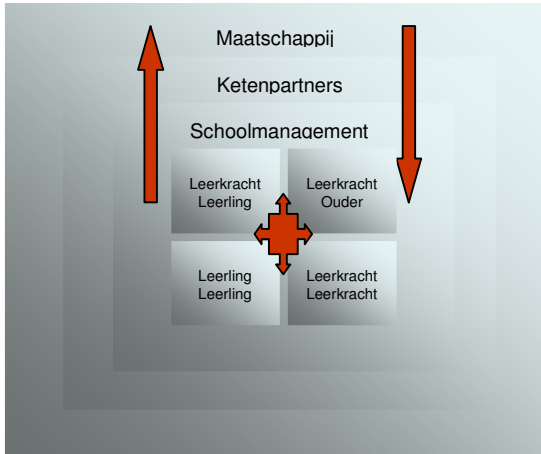 Maatschappij
Ketenpartners
Schoolmanagement
Leerkracht
Leerling
Leerkracht
Ouder
Leerling
Leerling
Leerkracht
Leerkracht